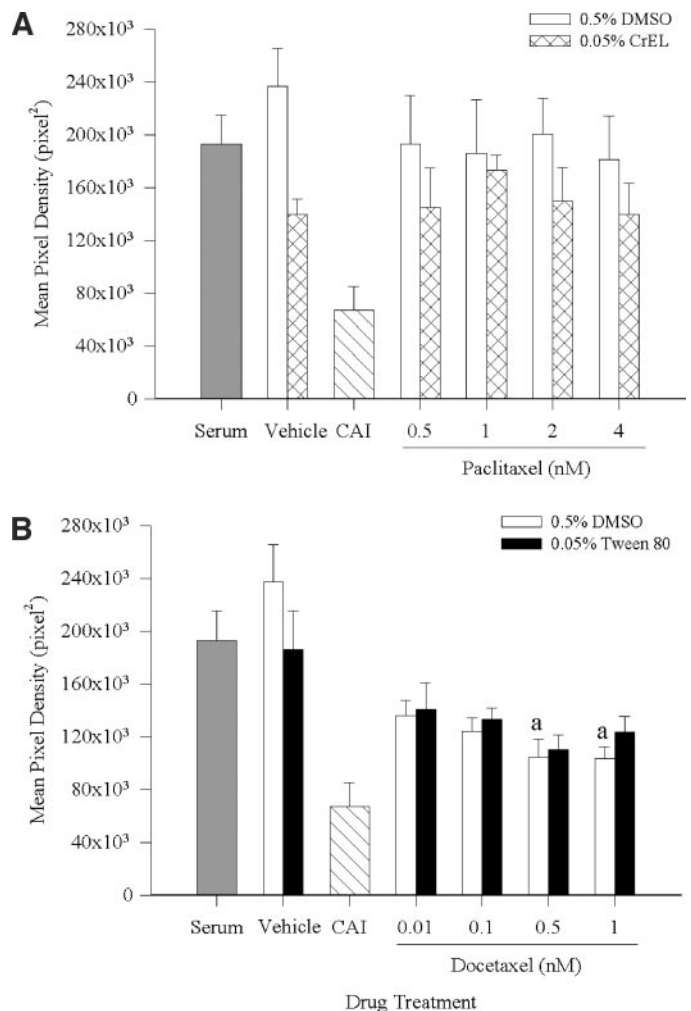 A
0.5% DMSO
0.05% CrEL
Mean Pixel Density (pixel²)
280x10³
240x10³
200x10³
160x10³
120x10³
80x10³
40x10³
0
Serum Vehicle CAI 0.5 1 2 4
Paclitaxel (nM)
B
0.5% DMSO
0.05% Tween 80
Mean Pixel Density (pixel²)
280x10³
240x10³
200x10³
160x10³
120x10³
80x10³
40x10³
0
a a
Serum Vehicle CAI 0.01 0.1 0.5 1
Docetaxel (nM)
Drug Treatment